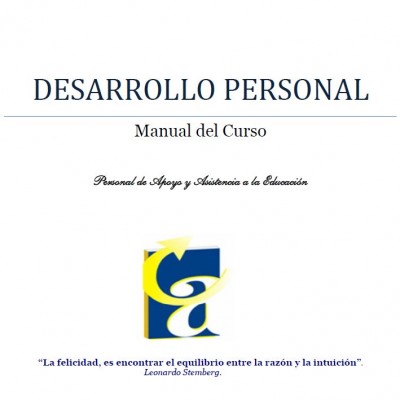 DESARROLLO PERSONAL
Manual del Curso
Personal de Apoyo y Asistencia a la Educación
ca
“La felicidad, es encontrar el equilibrio entre la razón y la intuición”.
Leonardo Stemberg.